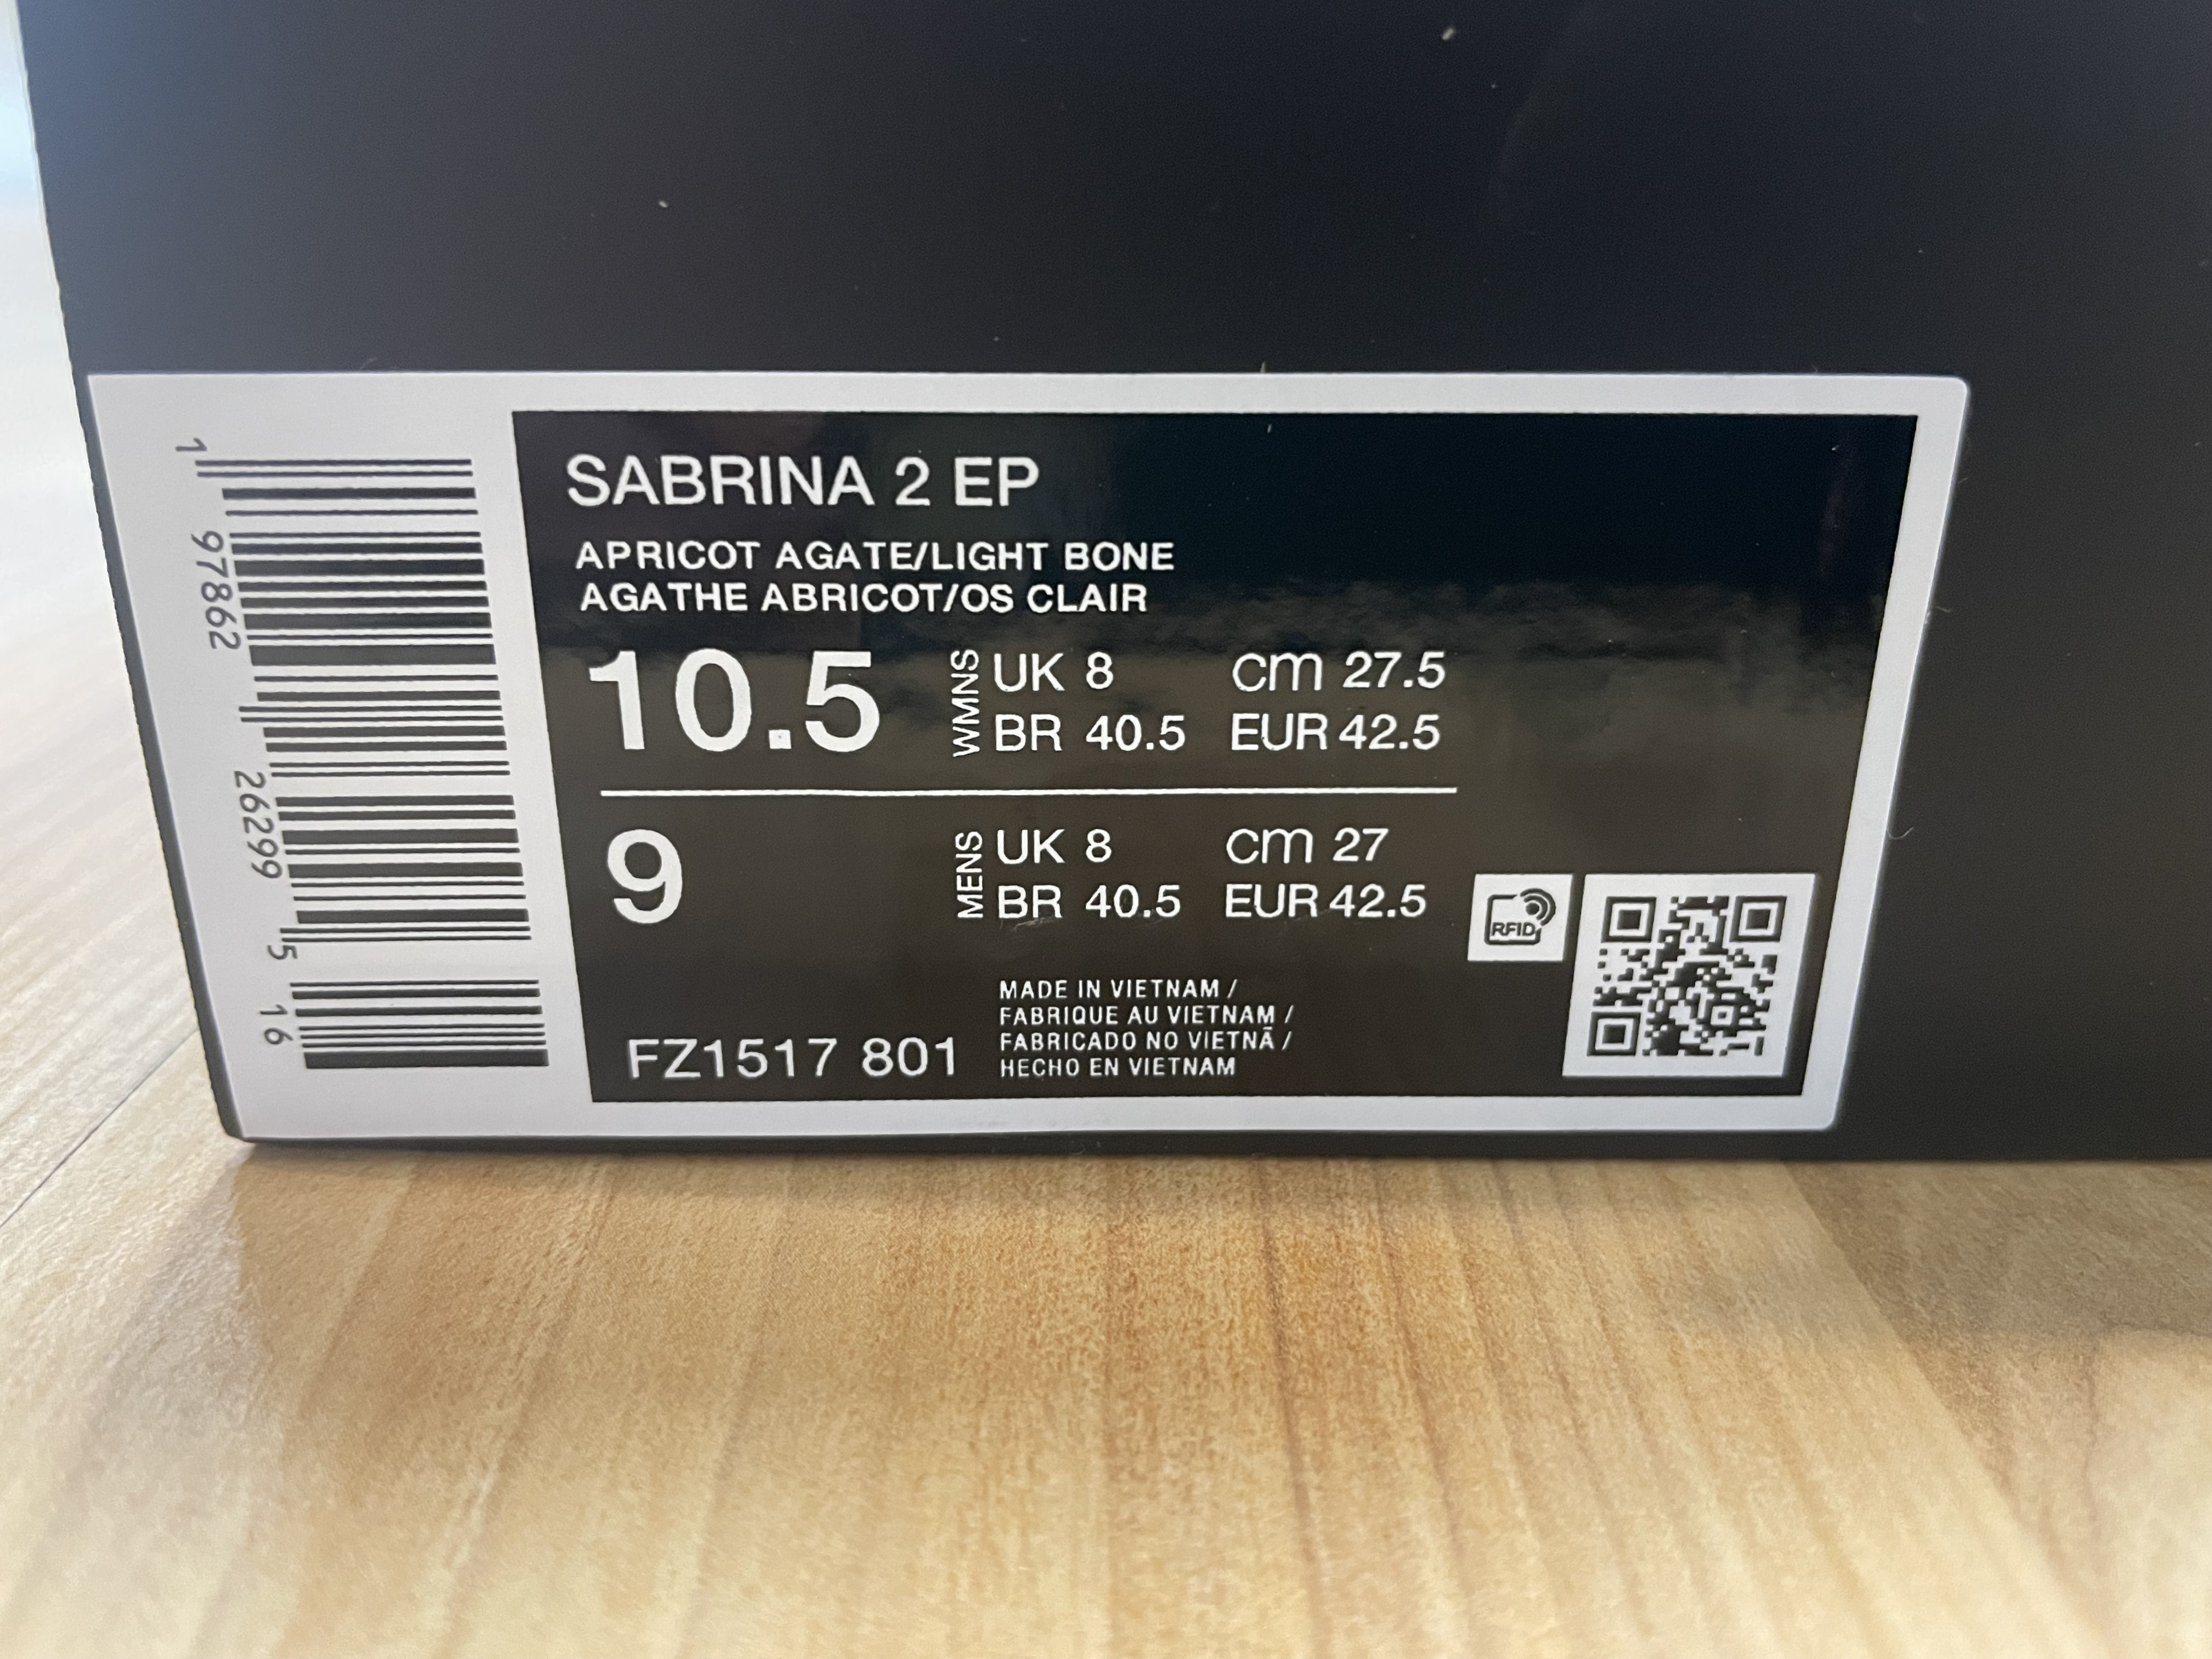 SABRINA 2 EP
APRICOT AGATE/LIGHT BONE
AGATHE ABRICOT/OS CLAIR
10.5
WMNS
UK 8 CM 27.5
BR 40.5 EUR 42.5
9
MENS
UK 8 CM 27
BR 40.5 EUR 42.5
RFID
FZ1517 801
MADE IN VIETNAM /
FABRIQUE AU VIETNAM /
FABRICADO NO VIETNÃ /
HECHO EN VIETNAM
1 97862 26299 5 16